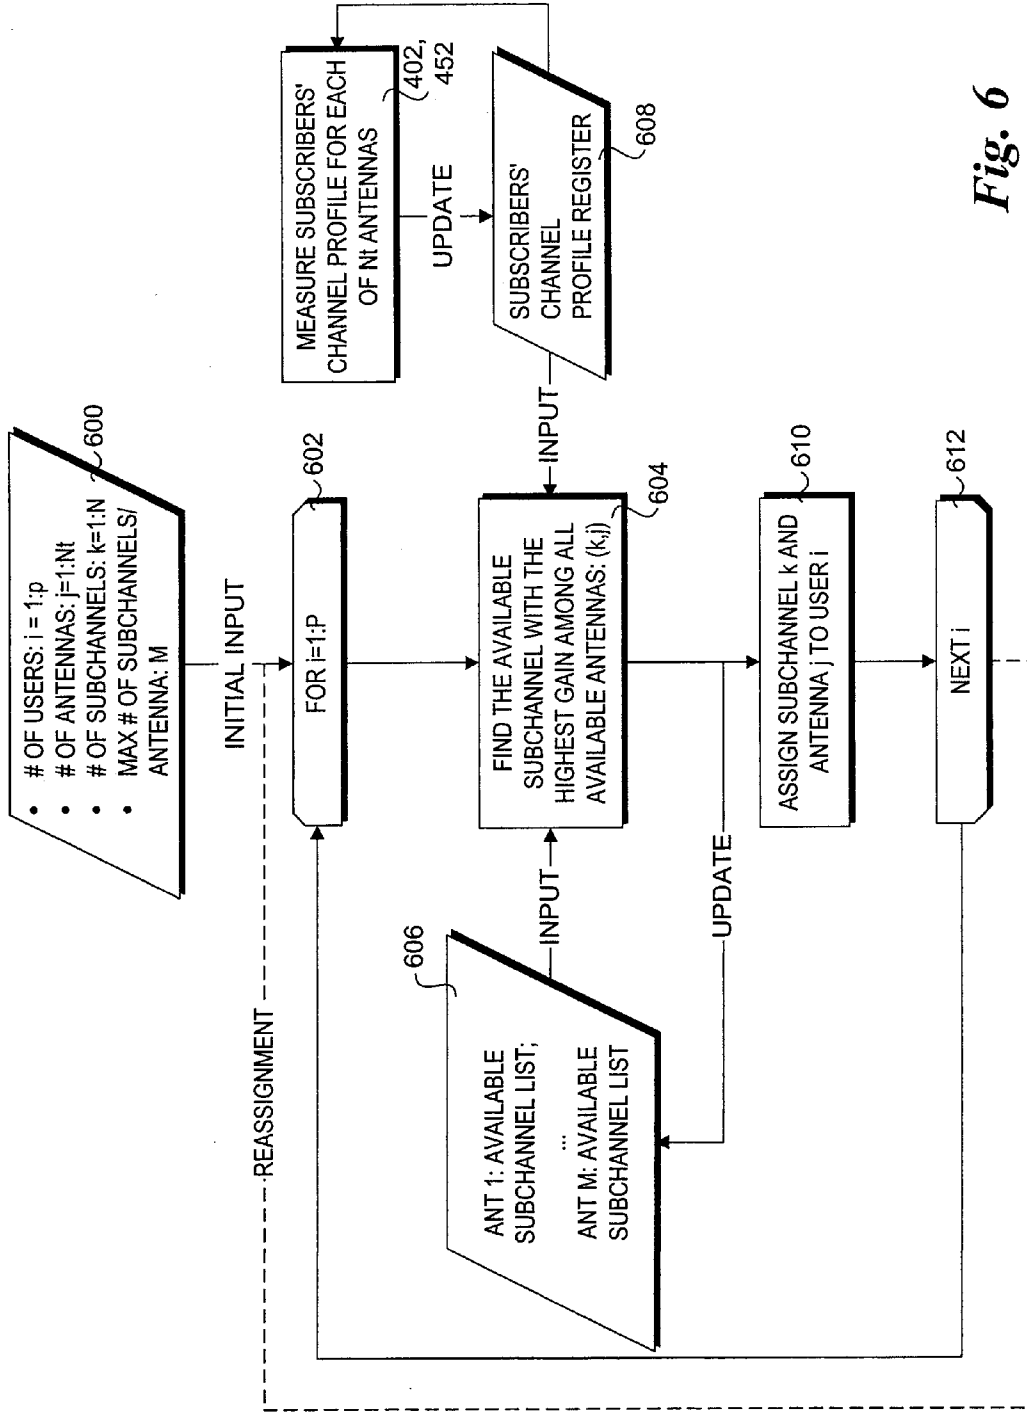 • # OF USERS: i = 1:p
• # OF ANTENNAS: j=1:Nt
• # OF SUBCHANNELS: k=1:N
• MAX # OF SUBCHANNELS/
ANTENNA: M
600
INITIAL INPUT
REASSIGNMENT
FOR i=1:P
602
MEASURE SUBSCRIBERS'
CHANNEL PROFILE FOR EACH
OF Nt ANTENNAS
402,
452
UPDATE
SUBSCRIBERS'
CHANNEL
PROFILE REGISTER
608
INPUT
FIND THE AVAILABLE
SUBCHANNEL WITH THE
HIGHEST GAIN AMONG ALL
AVAILABLE ANTENNAS: (k,j)
604
INPUT
606
ANT 1: AVAILABLE
SUBCHANNEL LIST;
...
ANT M: AVAILABLE
SUBCHANNEL LIST
UPDATE
ASSIGN SUBCHANNEL k AND
ANTENNA j TO USER i
610
NEXT i
612
Fig. 6